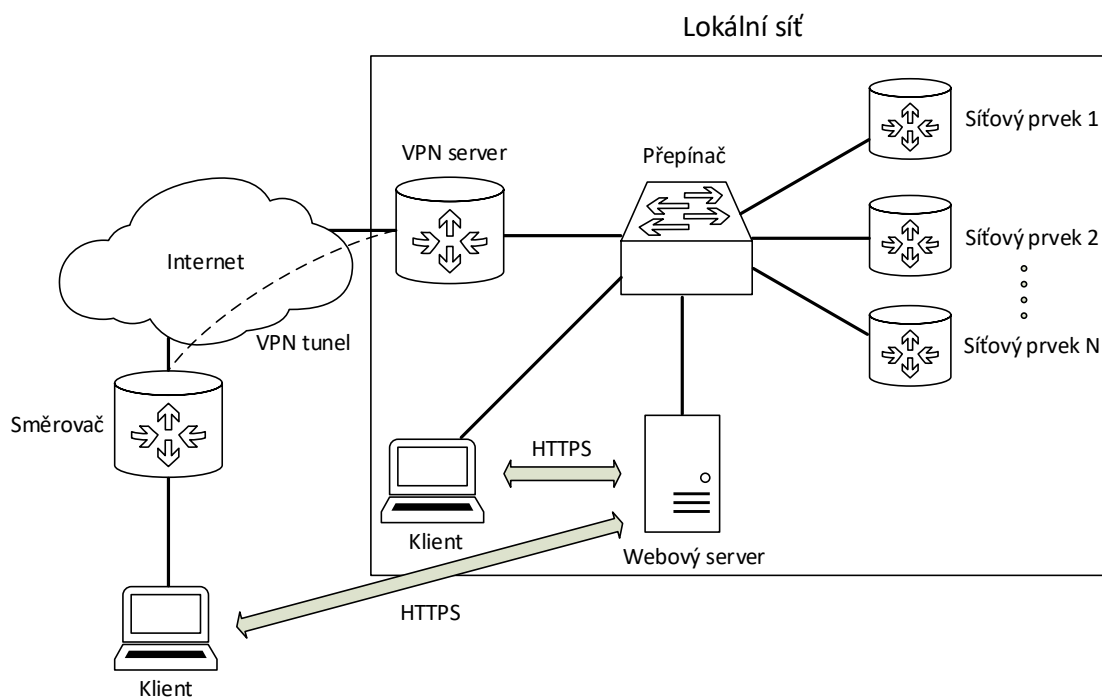 Lokální síť
Síťový prvek 1
VPN server
Přepínač
Síťový prvek 2
Internet
VPN tunel
Síťový prvek N
Směrovač
HTTPS
Klient
Webový server
HTTPS
Klient